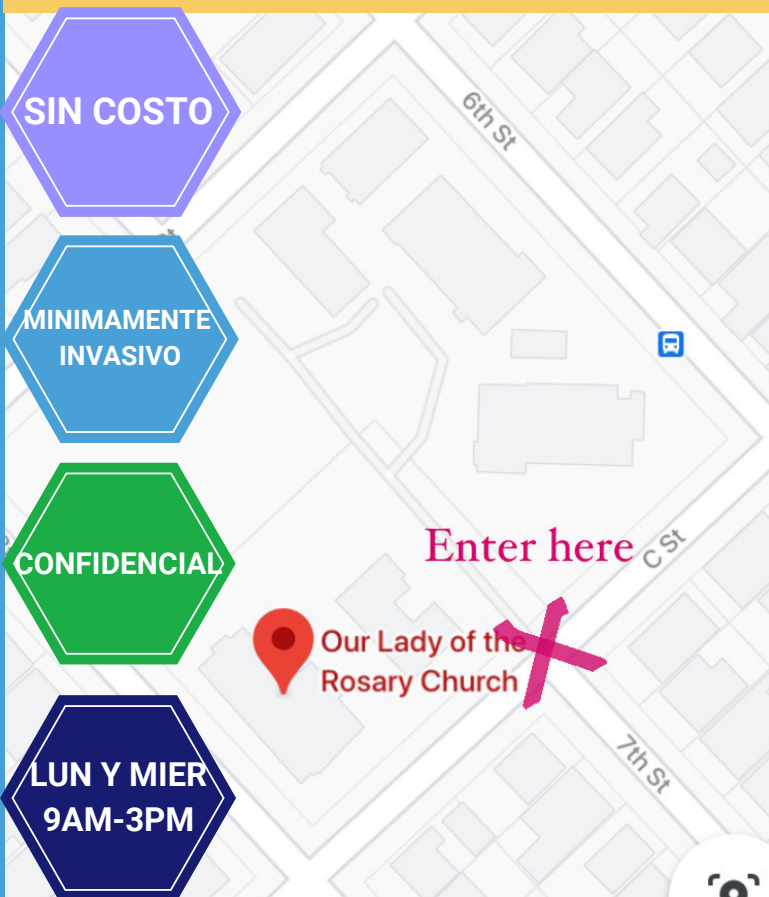 SIN COSTO
6th St
MINIMAMENTE
INVASIVO
Enter here
C St
CONFIDENCIAL
Our Lady of the
Rosary Church
LUN Y MIER
9AM-3PM
7th St